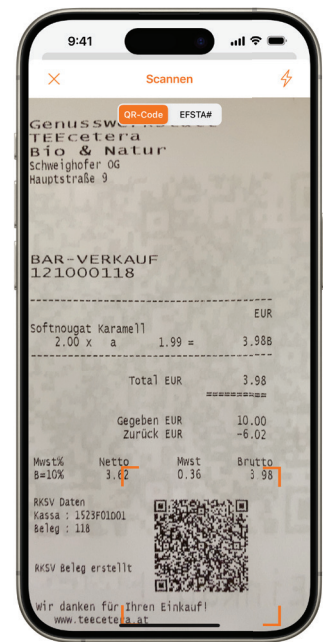 9:41
Scannen
QR-Code EFSTA#
TEEcetera
Bio & Natur
Schweighofer OG
Hauptstraße 9
BAR-VERKAUF
121000118
EUR
Softnougat Karamell
2.00 x a 1.99 = 3.98B
Total EUR 3.98
Gegeben EUR 10.00
Zurück EUR -6.02
Mwst% Netto Mwst Brutto
B=10% 3.62 0.36 3.98
RKSV Daten
Kassa : 1523F01D01
Beleg : 118
RKSV Beleg erstellt
Wir danken für Ihren Einkauf!
www.teecetera.at